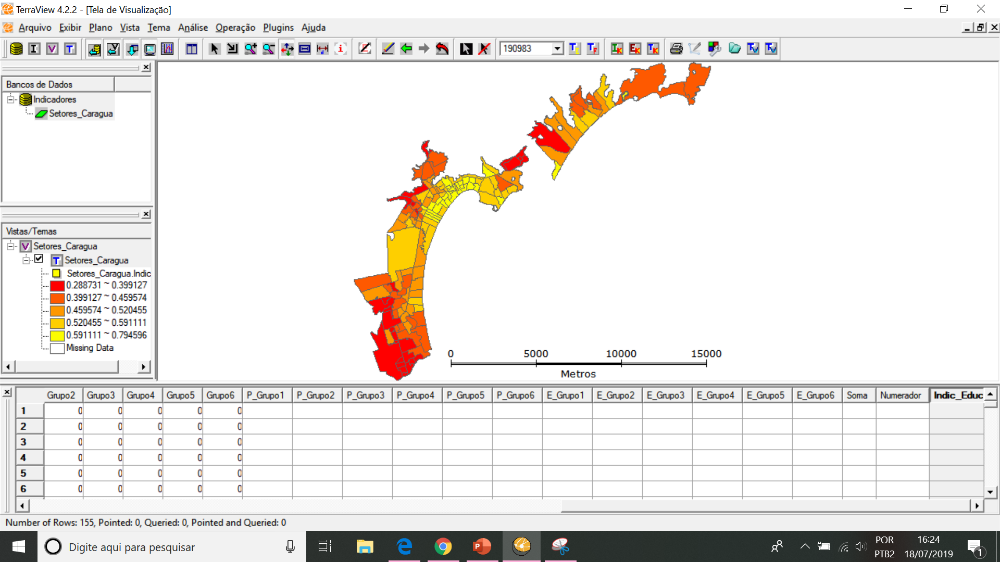 TerraView 4.2.2 - [Tela de Visualização]
Arquivo Exibir Plano Vista Tema Análise Operação Plugins Ajuda
190983
Bancos de Dados
Indicadores
Setores_Caragua
Vistas/Temas
Setores_Caragua
Setores_Caragua
Setores_Caragua.Indic
0.288731 ~ 0.399127
0.399127 ~ 0.459574
0.459574 ~ 0.520455
0.520455 ~ 0.591111
0.591111 ~ 0.794596
Missing Data
0 5000 10000 15000
Metros
Grupo2 Grupo3 Grupo4 Grupo5 Grupo6 P_Grupo1 P_Grupo2 P_Grupo3 P_Grupo4 P_Grupo5 P_Grupo6 E_Grupo1 E_Grupo2 E_Grupo3 E_Grupo4 E_Grupo5 E_Grupo6 Soma Numerador Indic_Educ
1 0 0 0 0 0
2 0 0 0 0 0
3 0 0 0 0 0
4 0 0 0 0 0
5 0 0 0 0 0
6 0 0 0 0 0
Number of Rows: 155, Pointed: 0, Queried: 0, Pointed and Queried: 0
Digite aqui para pesquisar
POR
PTB2
16:24
18/07/2019
1